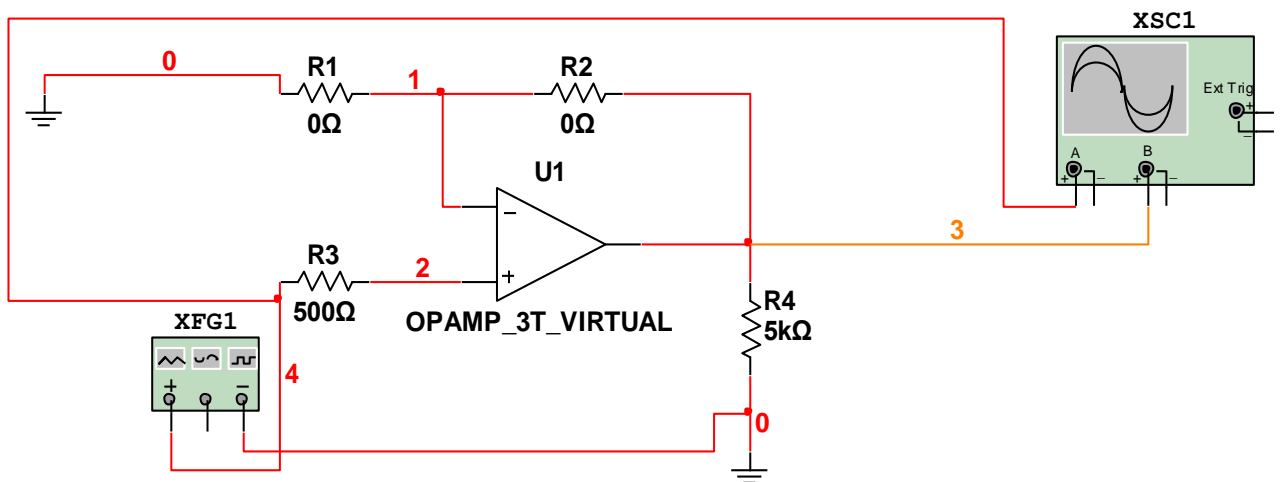 XSC1
0
R1
0Ω
1
R2
0Ω
Ext Trig
+
−
A
B
+ −
+ −
U1
−
+
3
R3
500Ω
2
OPAMP_3T_VIRTUAL
R4
5kΩ
XFG1
+ −
4
0